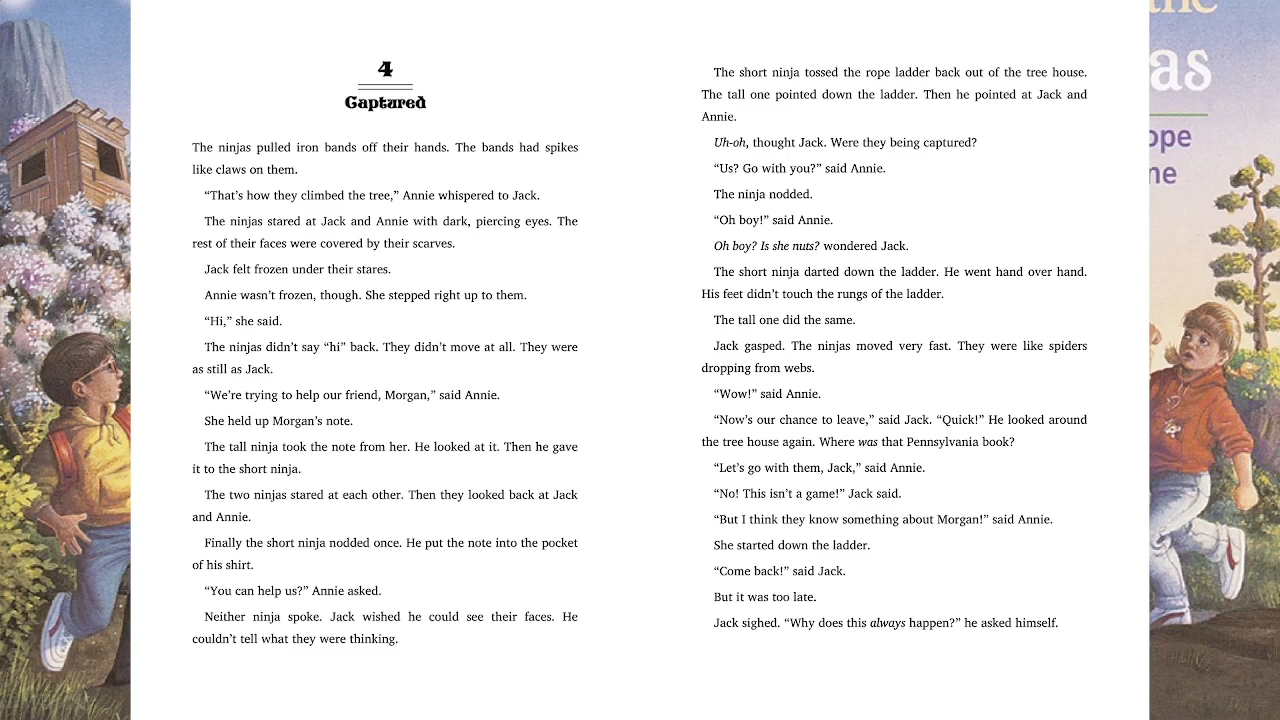 4
Captured
The ninjas pulled iron bands off their hands. The bands had spikes
like claws on them.
“That’s how they climbed the tree,” Annie whispered to Jack.
The ninjas stared at Jack and Annie with dark, piercing eyes. The
rest of their faces were covered by their scarves.
Jack felt frozen under their stares.
Annie wasn’t frozen, though. She stepped right up to them.
“Hi,” she said.
The ninjas didn’t say “hi” back. They didn’t move at all. They were
as still as Jack.
“We’re trying to help our friend, Morgan,” said Annie.
She held up Morgan’s note.
The tall ninja took the note from her. He looked at it. Then he gave
it to the short ninja.
The two ninjas stared at each other. Then they looked back at Jack
and Annie.
Finally the short ninja nodded once. He put the note into the pocket
of his shirt.
“You can help us?” Annie asked.
Neither ninja spoke. Jack wished he could see their faces. He
couldn’t tell what they were thinking.
The short ninja tossed the rope ladder back out of the tree house.
The tall one pointed down the ladder. Then he pointed at Jack and
Annie.
Uh-oh, thought Jack. Were they being captured?
“Us? Go with you?” said Annie.
The ninja nodded.
“Oh boy!” said Annie.
Oh boy? Is she nuts? wondered Jack.
The short ninja darted down the ladder. He went hand over hand.
His feet didn’t touch the rungs of the ladder.
The tall one did the same.
Jack gasped. The ninjas moved very fast. They were like spiders
dropping from webs.
“Wow!” said Annie.
“Now’s our chance to leave,” said Jack. “Quick!” He looked around
the tree house again. Where was that Pennsylvania book?
“Let’s go with them, Jack,” said Annie.
“No! This isn’t a game!” Jack said.
“But I think they know something about Morgan!” said Annie.
She started down the ladder.
“Come back!” said Jack.
But it was too late.
Jack sighed. “Why does this always happen?” he asked himself.
the
as
ope
ne